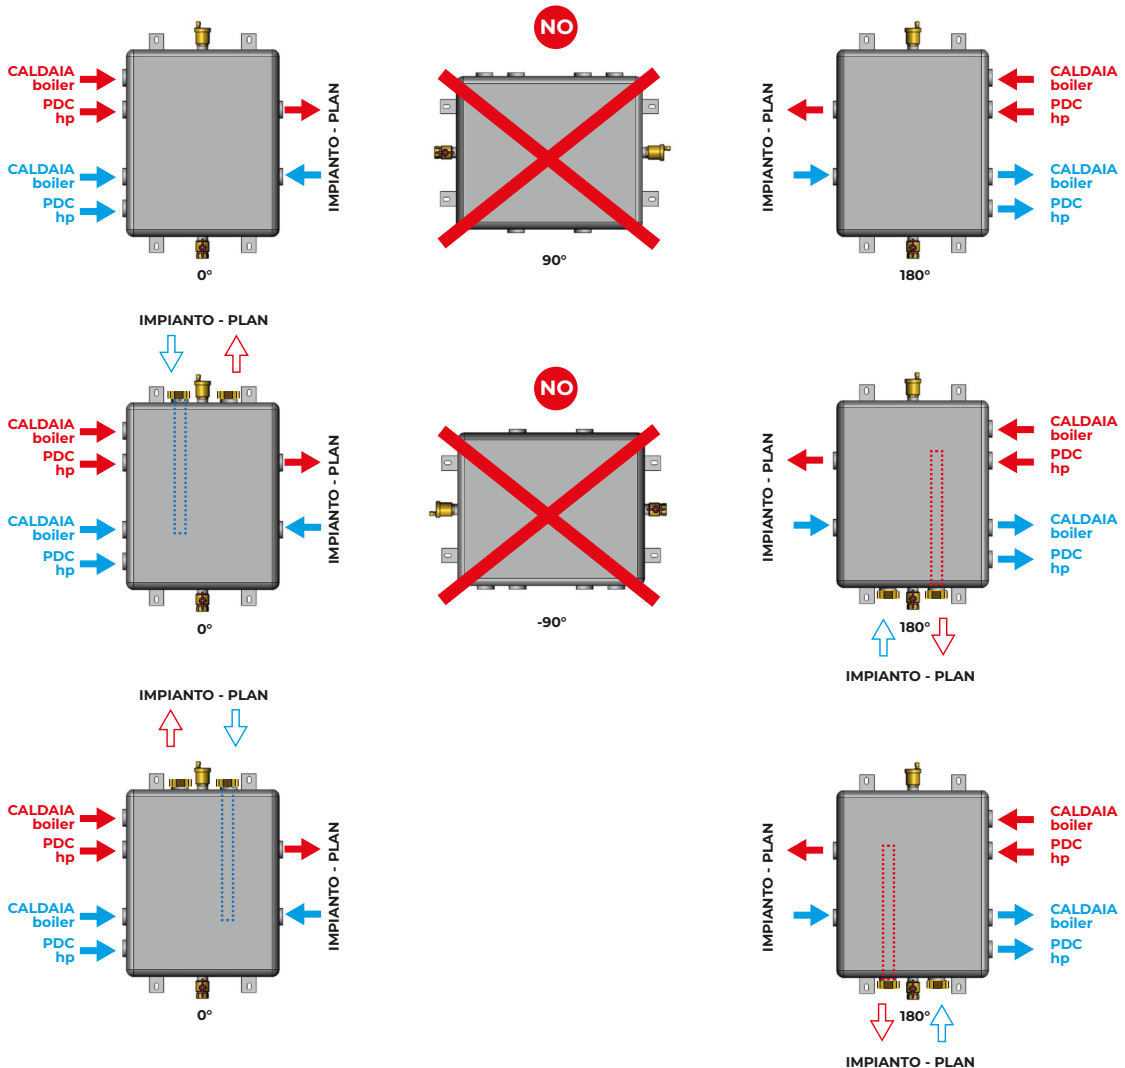 NO
CALDAIA
boiler
PDC
hp
CALDAIA
boiler
PDC
hp
IMPIANTO - PLAN
0°
90°
IMPIANTO - PLAN
CALDAIA
boiler
PDC
hp
CALDAIA
boiler
PDC
hp
180°
IMPIANTO - PLAN
CALDAIA
boiler
PDC
hp
CALDAIA
boiler
PDC
hp
IMPIANTO - PLAN
0°
NO
-90°
IMPIANTO - PLAN
CALDAIA
boiler
PDC
hp
CALDAIA
boiler
PDC
hp
180°
IMPIANTO - PLAN
IMPIANTO - PLAN
CALDAIA
boiler
PDC
hp
CALDAIA
boiler
PDC
hp
IMPIANTO - PLAN
0°
IMPIANTO - PLAN
CALDAIA
boiler
PDC
hp
CALDAIA
boiler
PDC
hp
180°
IMPIANTO - PLAN